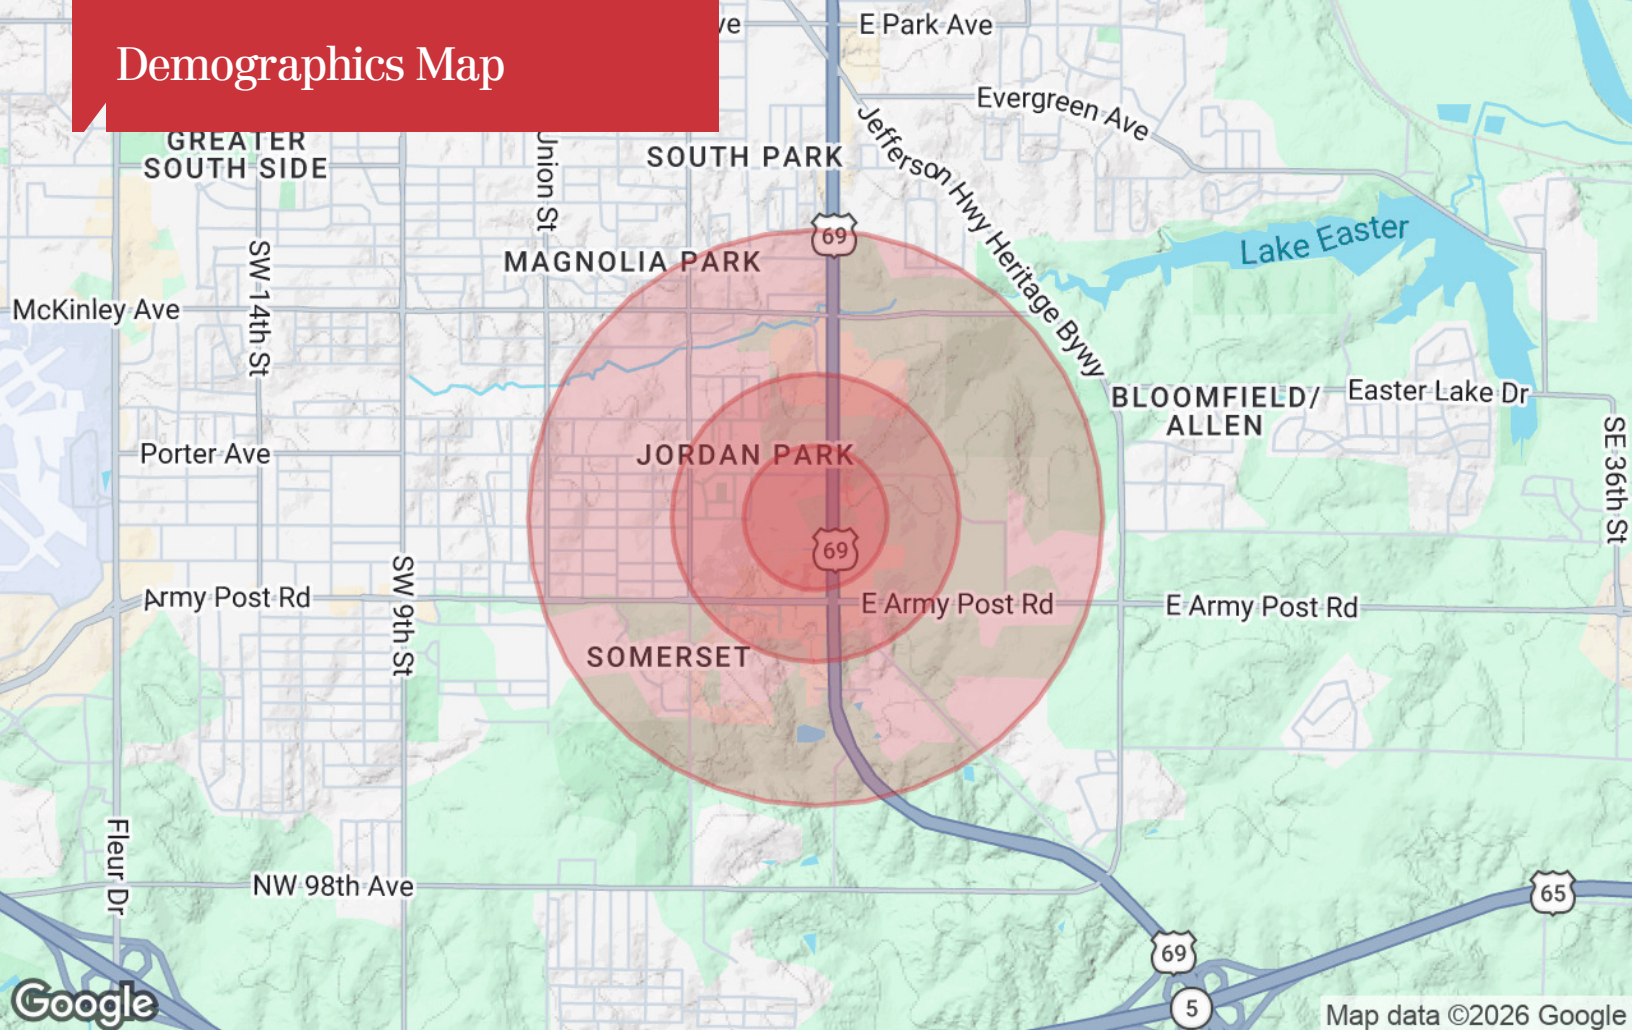 Demographics Map
ve
E Park Ave
Evergreen Ave
GREATER
SOUTH SIDE
Union St
SOUTH PARK
Jefferson Hwy Heritage Bywy
69
Lake Easter
SW 14th St
MAGNOLIA PARK
McKinley Ave
BLOOMFIELD/
ALLEN
Easter Lake Dr
Porter Ave
JORDAN PARK
SE 36th St
69
Army Post Rd
SW 9th St
E Army Post Rd
E Army Post Rd
SOMERSET
Fleur Dr
NW 98th Ave
65
69
5
Google
Map data ©2026 Google